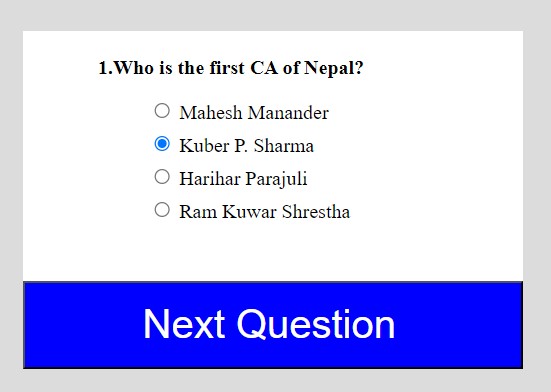 1.Who is the first CA of Nepal?
Mahesh Manander
Kuber P. Sharma
Harihar Parajuli
Ram Kuwar Shrestha
Next Question